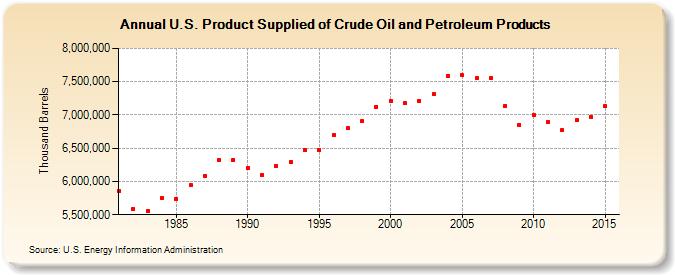 Annual U.S. Product Supplied of Crude Oil and Petroleum Products
Thousand Barrels
8,000,000
7,500,000
7,000,000
6,500,000
6,000,000
5,500,000
1985 1990 1995 2000 2005 2010 2015
Source: U.S. Energy Information Administration